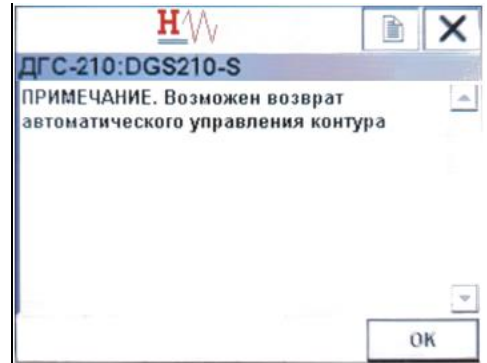 H
ДГС-210:DGS210-S
ПРИМЕЧАНИЕ. Возможен возврат
автоматического управления контура
OK